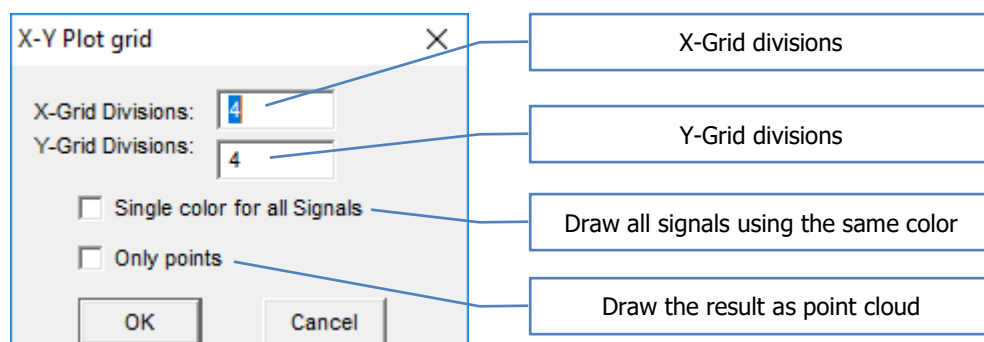 X-Y Plot grid
X-Grid divisions
X-Grid Divisions: 4
Y-Grid Divisions: 4
Y-Grid divisions
Single color for all Signals
Draw all signals using the same color
Only points
Draw the result as point cloud
OK Cancel